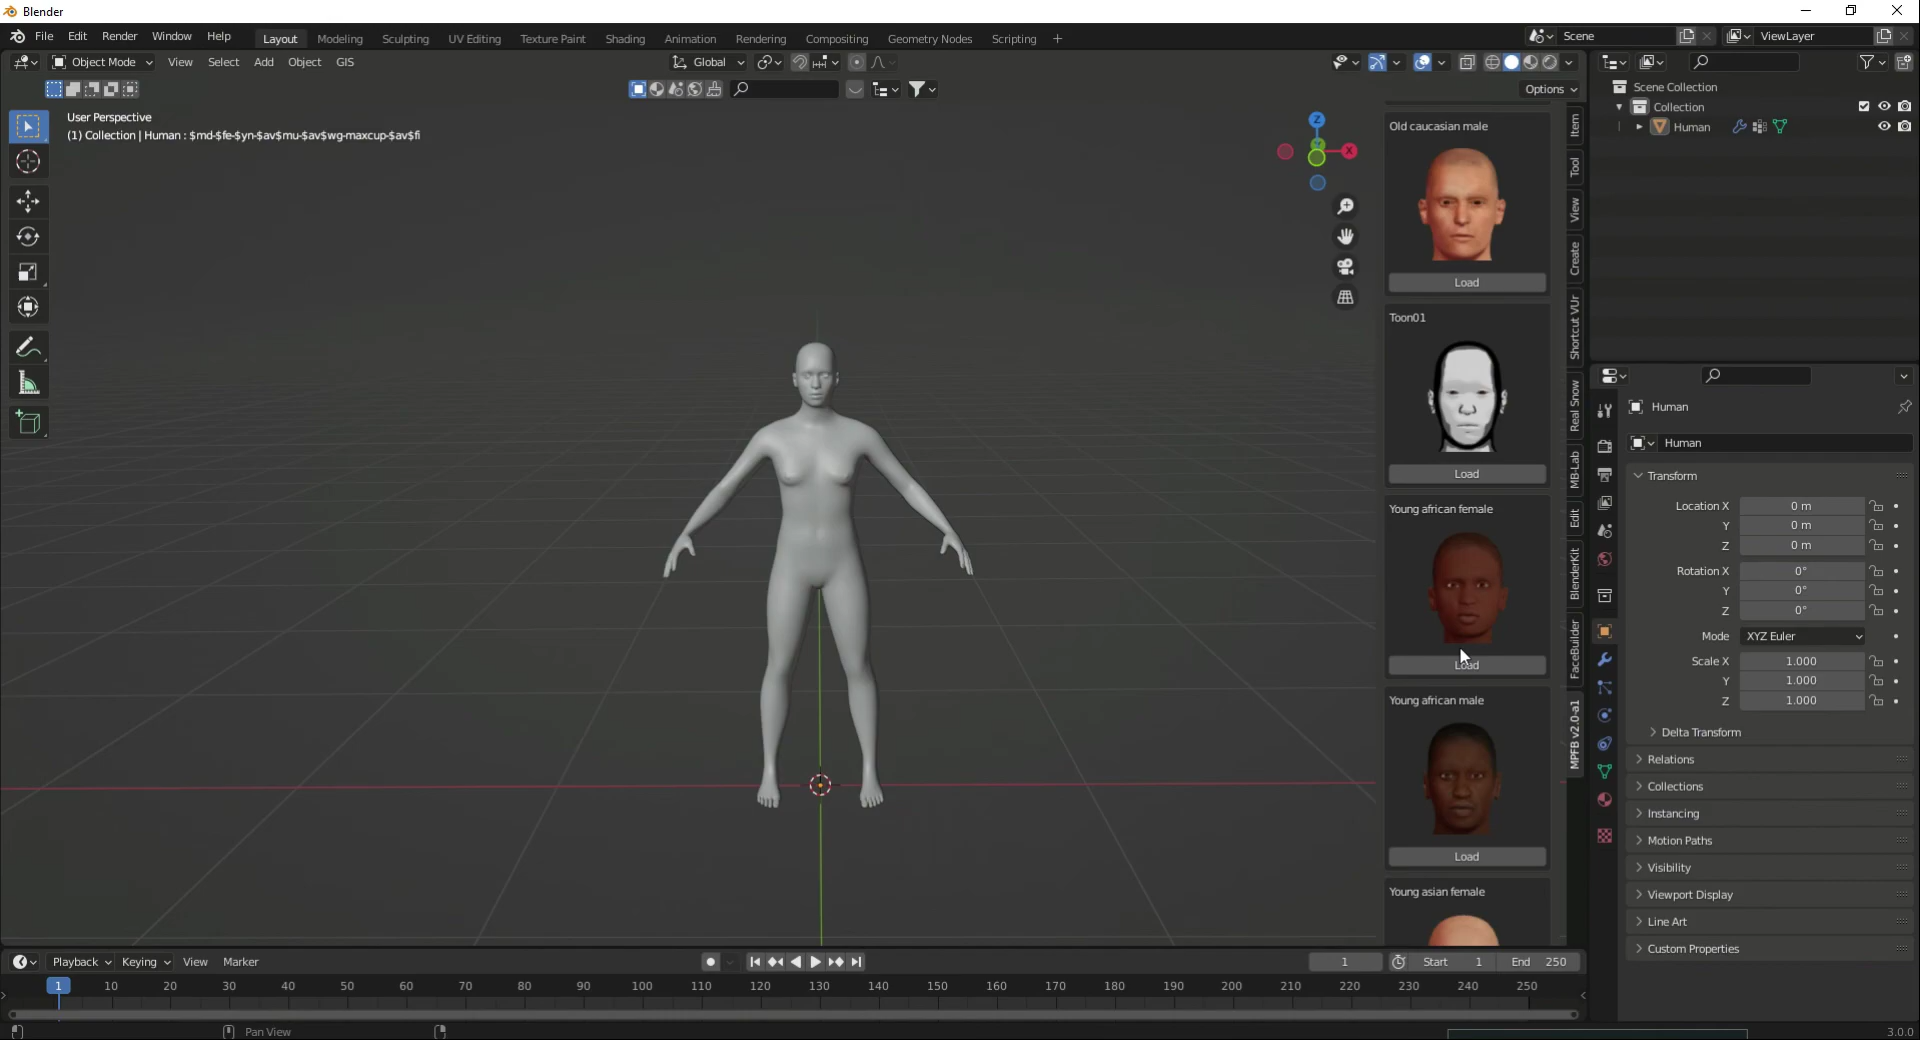 Blender
File Edit Render Window Help Layout Modeling Sculpting UV Editing Texture Paint Shading Animation Rendering Compositing Geometry Nodes Scripting + Scene ViewLayer
Object Mode View Select Add Object GIS Global
Options
User Perspective
(1) Collection | Human : $md-$fe-$yn-$av$mu-$av$wg-maxcup-$av$fi
Z
X
Old caucasian male
Load
Toon01
Load
Young african female
Load
Young african male
Load
Young asian female
Item
Tool
View
Create
Shortcut VUr
Real Snow
MB-Lab
Edit
BlenderKit
FaceBuilder
MPFB v2.0-a1
Scene Collection
Collection
Human
Human
Human
Transform
Location X 0 m
Y 0 m
Z 0 m
Rotation X 0°
Y 0°
Z 0°
Mode XYZ Euler
Scale X 1.000
Y 1.000
Z 1.000
Delta Transform
Relations
Collections
Instancing
Motion Paths
Visibility
Viewport Display
Line Art
Custom Properties
Playback Keying View Marker 1 Start 1 End 250
1 10 20 30 40 50 60 70 80 90 100 110 120 130 140 150 160 170 180 190 200 210 220 230 240 250
Pan View 3.0.0